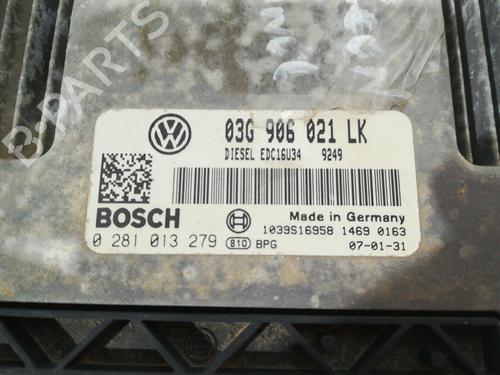 B-PARTS
VW 03G 906 021 LK
DIESEL EDC16U34 9249
BOSCH
Made in Germany
1039S16958 1469 0163
0 281 013 279 810 BPG 07-01-31